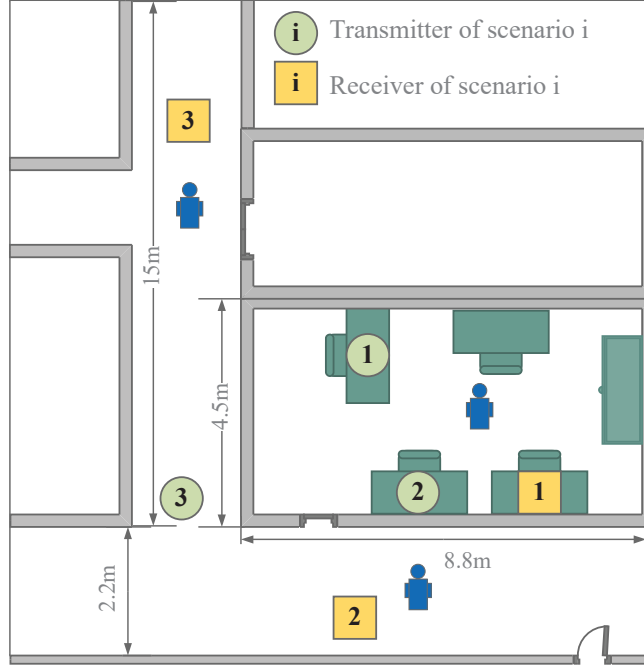 i Transmitter of scenario i
i Receiver of scenario i
3
15m
1
4.5m
3
2
1
8.8m
2.2m
2